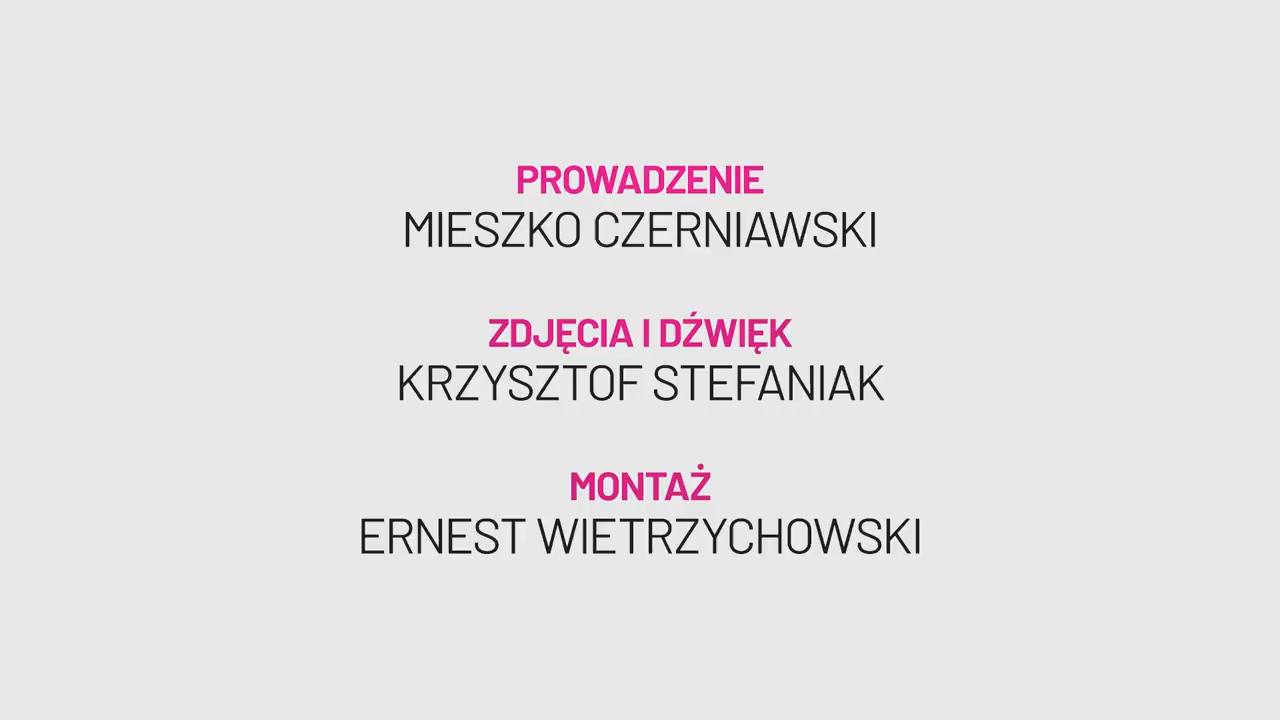 PROWADZENIE
MIESZKO CZERNIAWSKI
ZDJĘCIA I DŹWIĘK
KRZYSZTOF STEFANIAK
MONTAŻ
ERNEST WIETRZYCHOWSKI